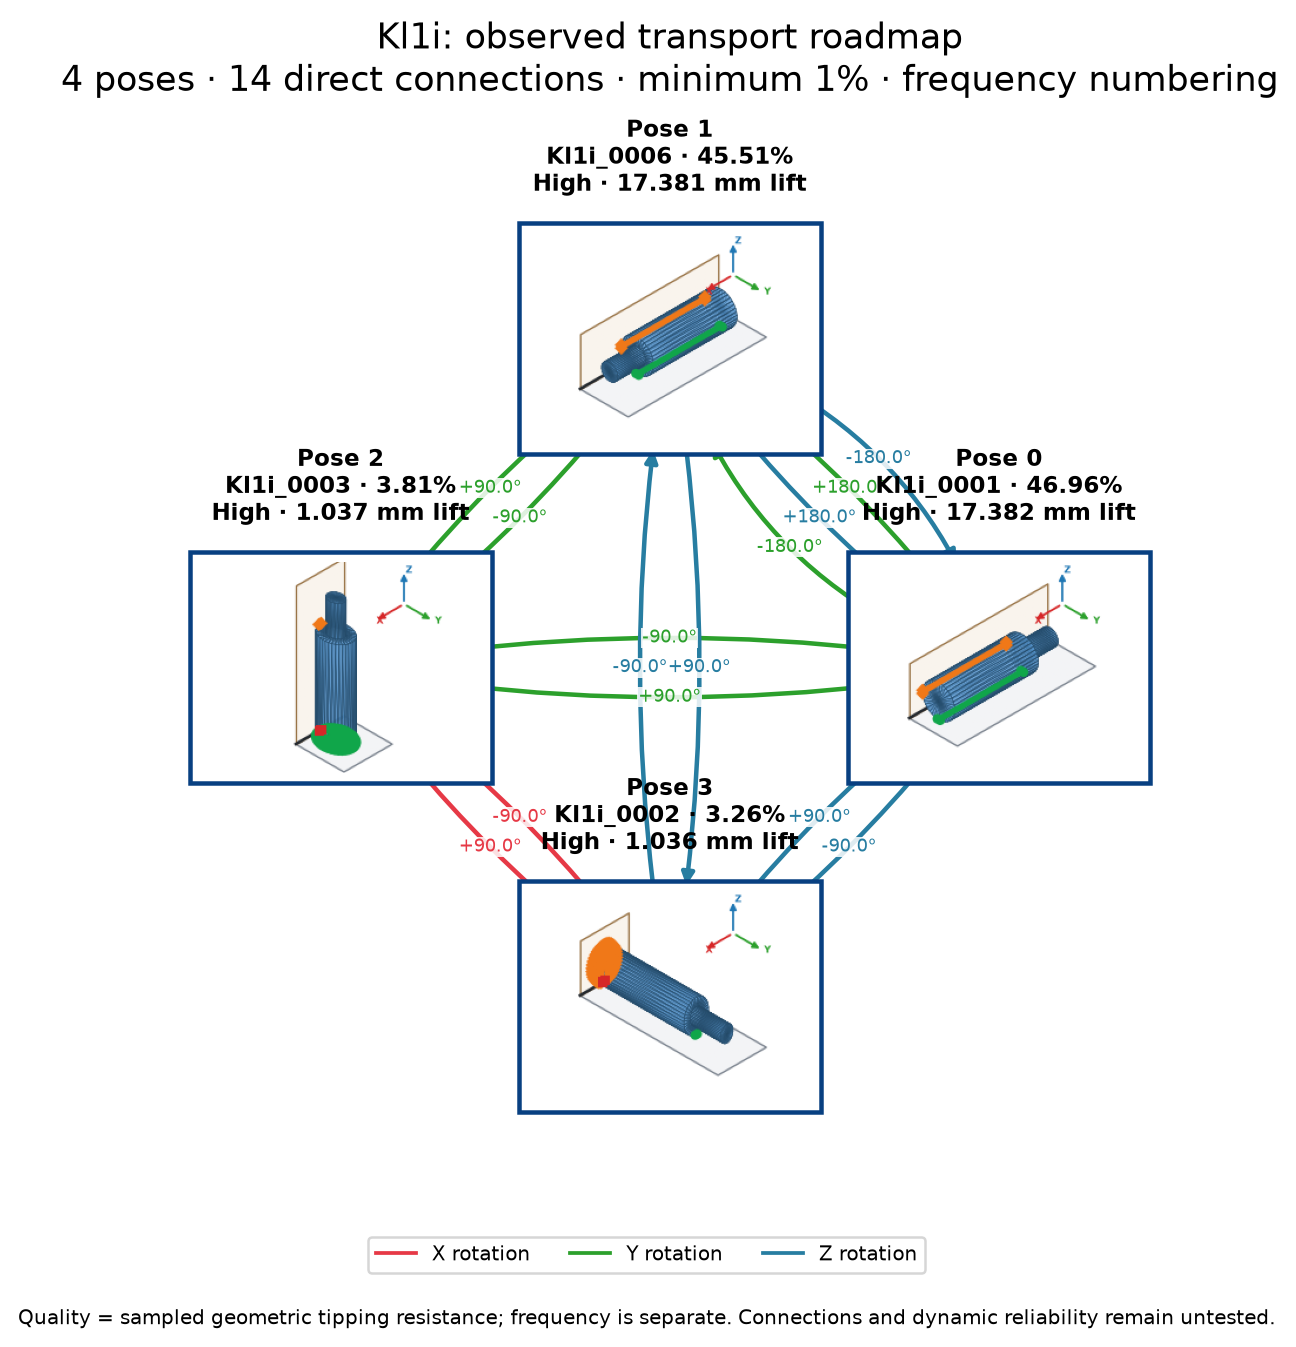 Kl1i: observed transport roadmap
4 poses · 14 direct connections · minimum 1% · frequency numbering
Pose 1
Kl1i_0006 · 45.51%
High · 17.381 mm lift
Z
Y
-180.0°
Pose 2
Kl1i_0003 · 3.81%
High · 1.037 mm lift
+90.0°
-90.0°
+180.0
+180.0°
-180.0°
Pose 0
Kl1i_0001 · 46.96%
High · 17.382 mm lift
Z
X
Y
Z
X
Y
-90.0°
-90.0°
+90.0°
+90.0°
Pose 3
Kl1i_0002 · 3.26%
High · 1.036 mm lift
-90.0°
+90.0°
+90.0°
-90.0°
Z
X
Y
X rotation
Y rotation
Z rotation
Quality = sampled geometric tipping resistance; frequency is separate. Connections and dynamic reliability remain untested.